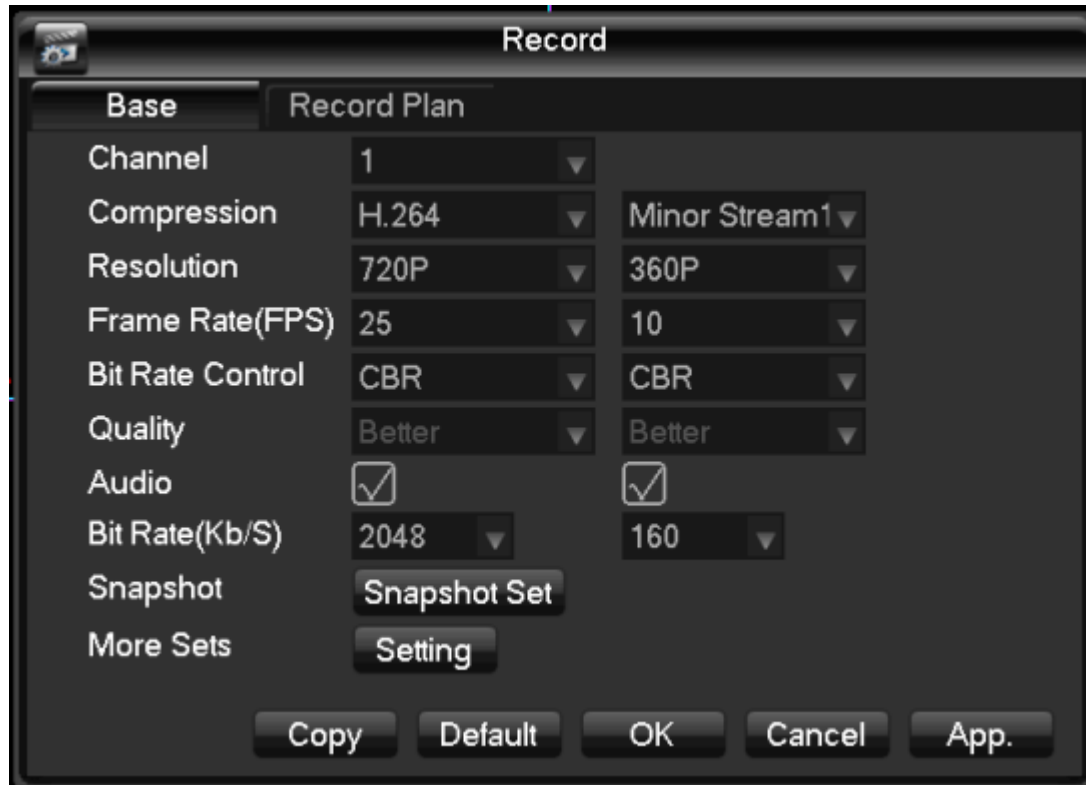 Record
Base Record Plan
Channel 1
Compression H.264 Minor Stream1
Resolution 720P 360P
Frame Rate(FPS) 25 10
Bit Rate Control CBR CBR
Quality Better Better
Audio
Bit Rate(Kb/S) 2048 160
Snapshot Snapshot Set
More Sets Setting
Copy Default OK Cancel App.